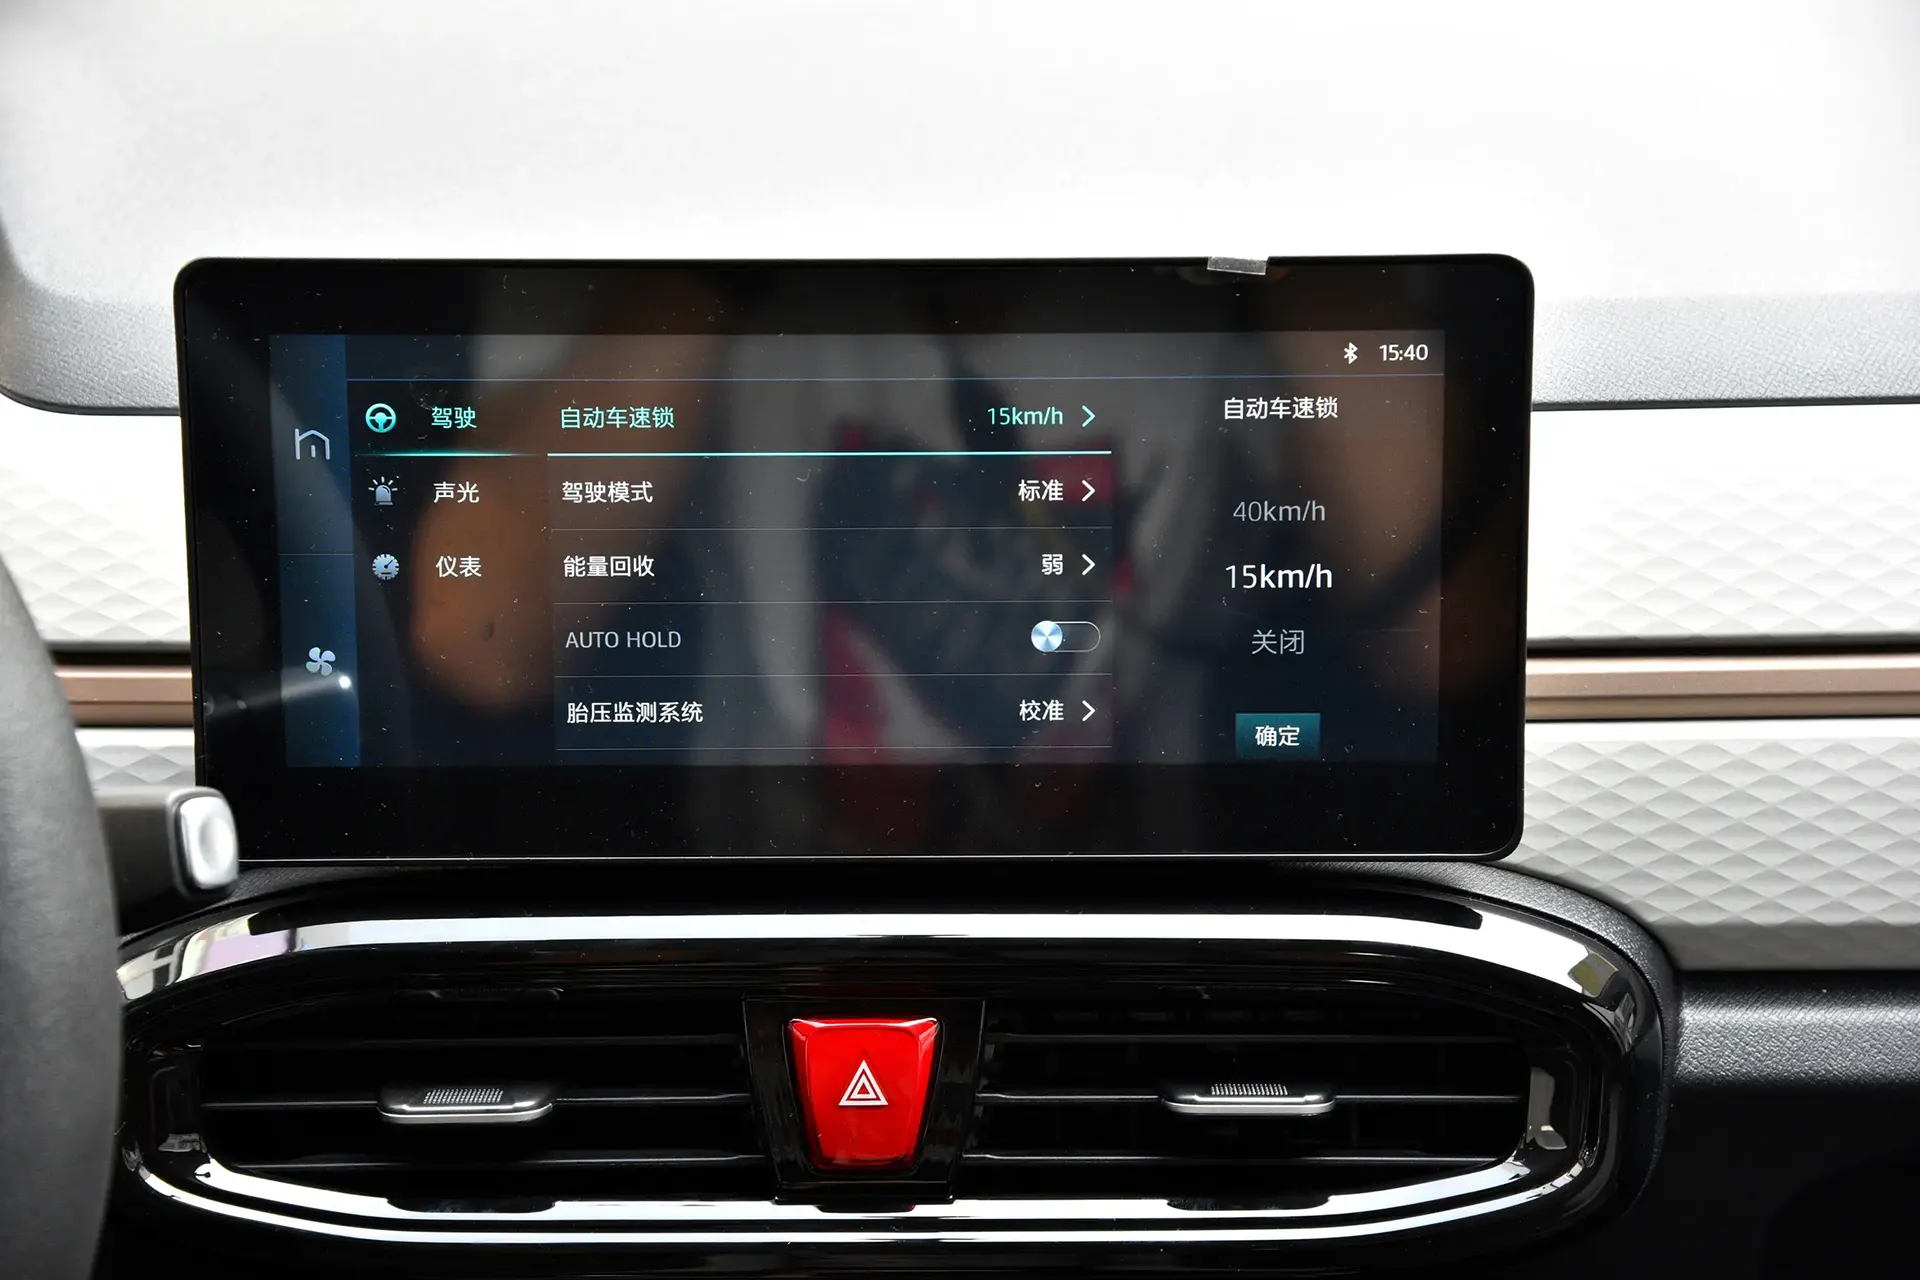 15:40
驾驶
声光
仪表
自动车速锁 15km/h
驾驶模式 标准
能量回收 弱
AUTO HOLD
胎压监测系统 校准
自动车速锁
40km/h
15km/h
关闭
确定